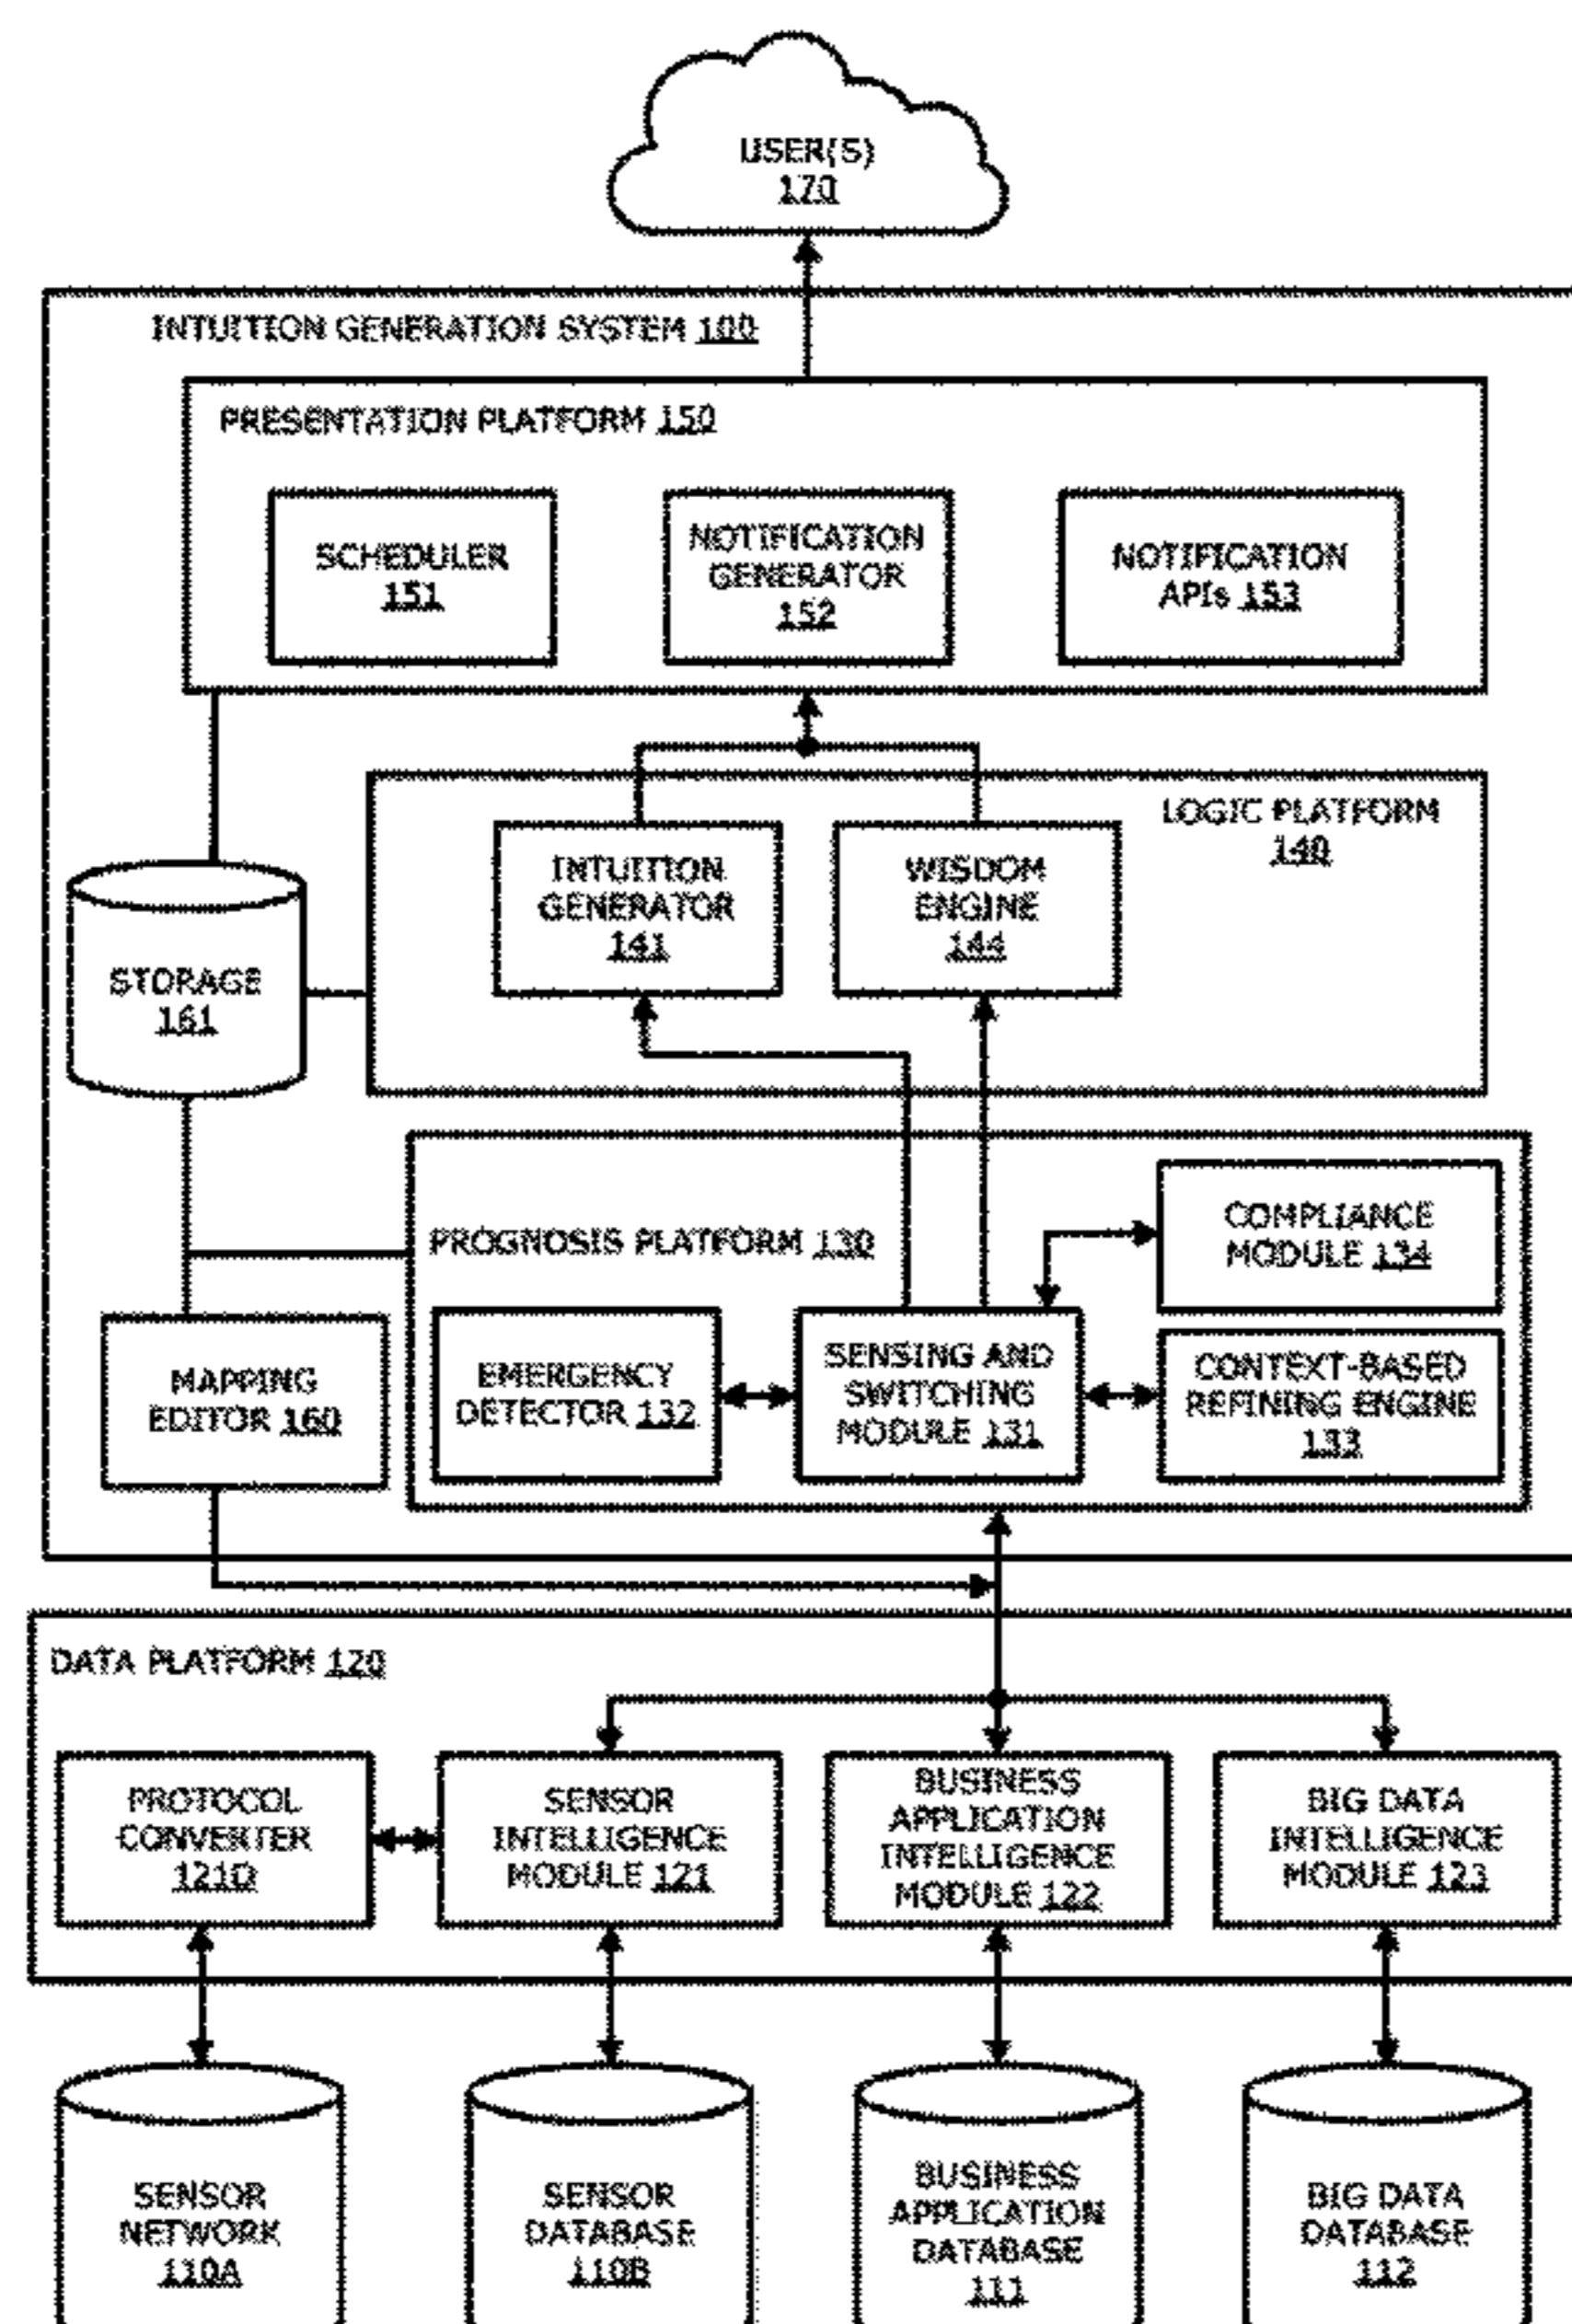 USER(S)
170
INTUITION GENERATION SYSTEM 100
PRESENTATION PLATFORM 150
SCHEDULER
151
NOTIFICATION
GENERATOR
152
NOTIFICATION
APIs 153
LOGIC PLATFORM
140
INTUITION
GENERATOR
141
WISDOM
ENGINE
144
STORAGE
161
PROGNOSIS PLATFORM 130
COMPLIANCE
MODULE 134
MAPPING
EDITOR 160
EMERGENCY
DETECTOR 132
SENSING AND
SWITCHING
MODULE 131
CONTEXT-BASED
REFINING ENGINE
133
DATA PLATFORM 120
PROTOCOL
CONVERTER
121D
SENSOR
INTELLIGENCE
MODULE 121
BUSINESS
APPLICATION
INTELLIGENCE
MODULE 122
BIG DATA
INTELLIGENCE
MODULE 123
SENSOR
NETWORK
110A
SENSOR
DATABASE
110B
BUSINESS
APPLICATION
DATABASE
111
BIG DATA
DATABASE
112